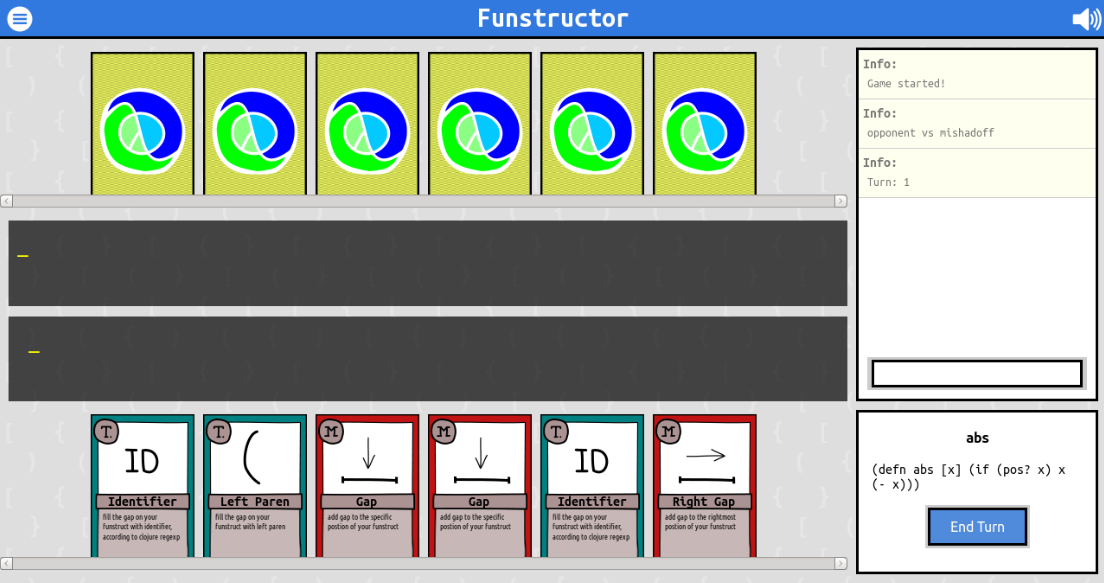 Funstructor
Info:
Game started!
Info:
opponent vs mishadoff
Info:
Turn: 1
T.
ID
Identifier
fill the gap on your
funstruct with identifier,
according to clojure regexp
T.
(
Left Paren
fill the gap on your
funstruct with left paren
M
Gap
add gap to the specific
postion of your funstruct
M
Gap
add gap to the specific
postion of your funstruct
T.
ID
Identifier
fill the gap on your
funstruct with identifier,
according to clojure regexp
M
Right Gap
add gap to the rightmost
postion of your funstruct
abs
(defn abs [x] (if (pos? x) x
(- x)))
End Turn